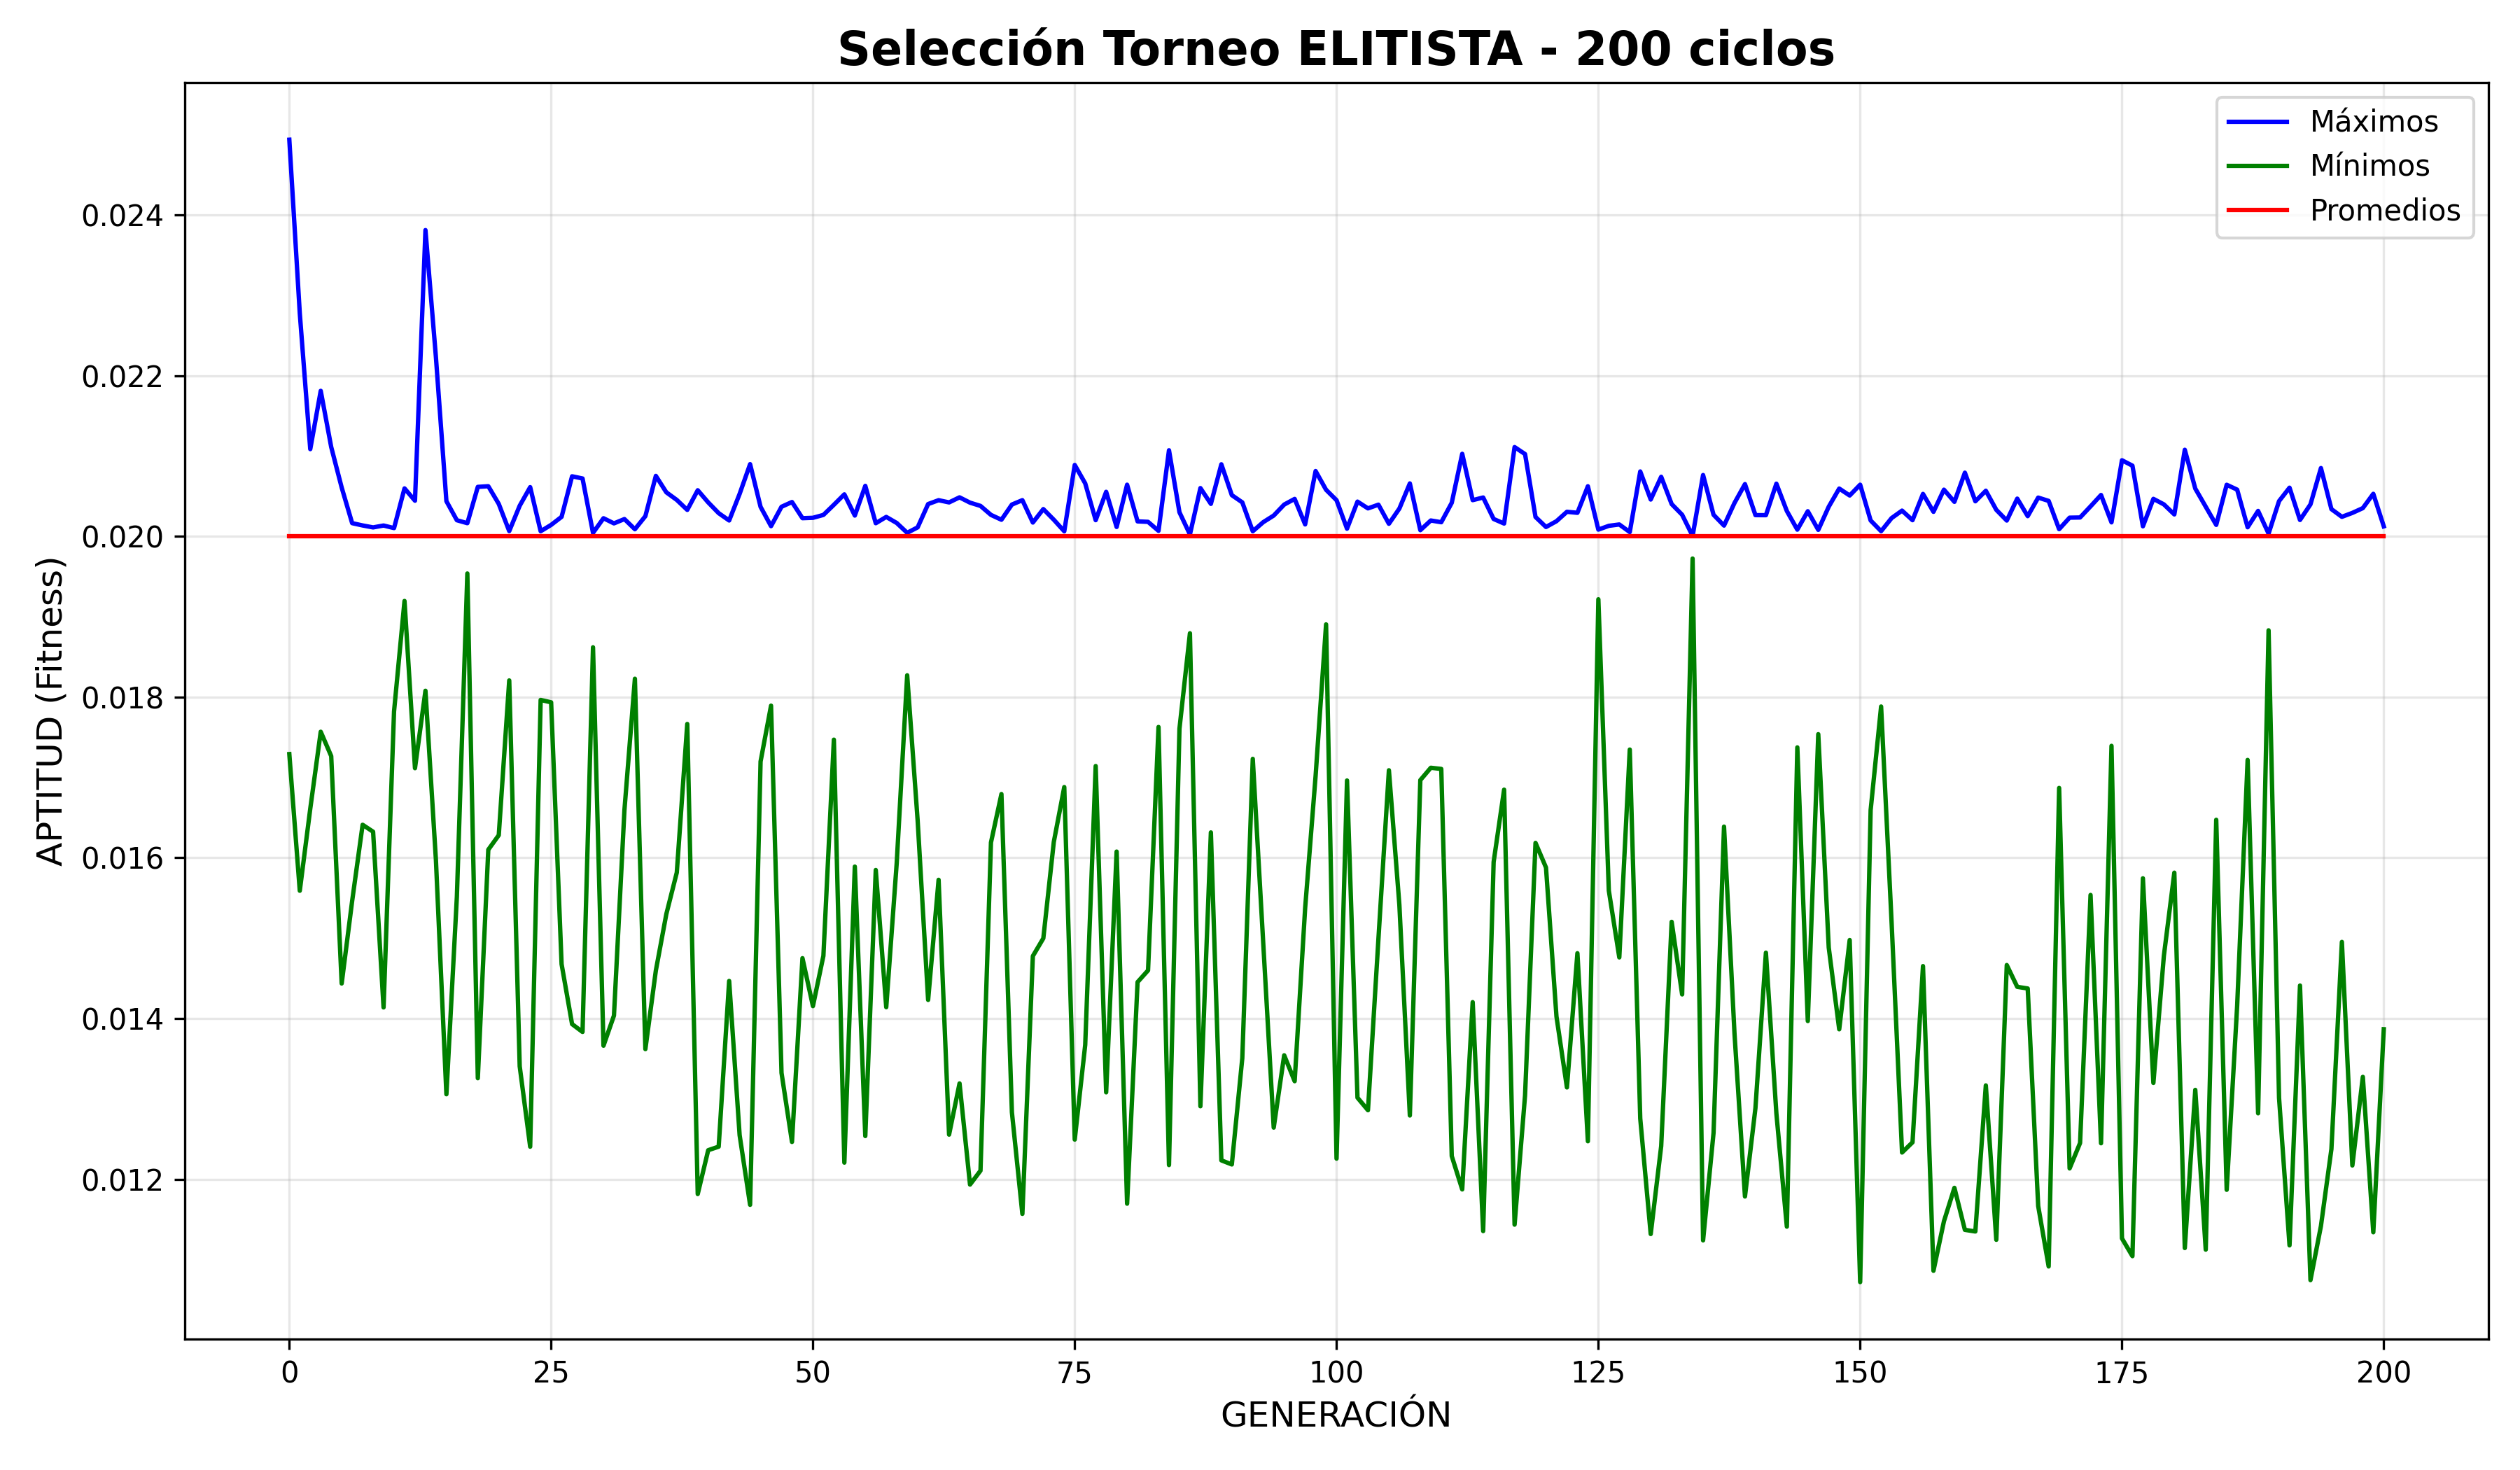 Selección Torneo ELITISTA - 200 ciclos
Máximos
Mínimos
Promedios
APTITUD (Fitness)
0.024
0.022
0.020
0.018
0.016
0.014
0.012
0
25
50
75
100
125
150
175
200
GENERACIÓN